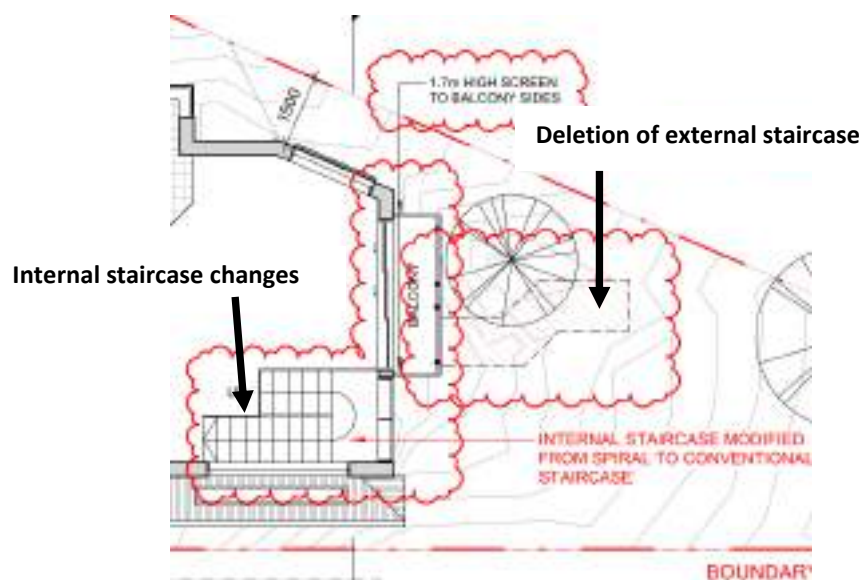 1.7m HIGH SCREEN
TO BALCONY SIDES
1500
Deletion of external staircase
Internal staircase changes
BALCONY
INTERNAL STAIRCASE MODIFIED
FROM SPIRAL TO CONVENTIONAL
STAIRCASE
BOUNDARY